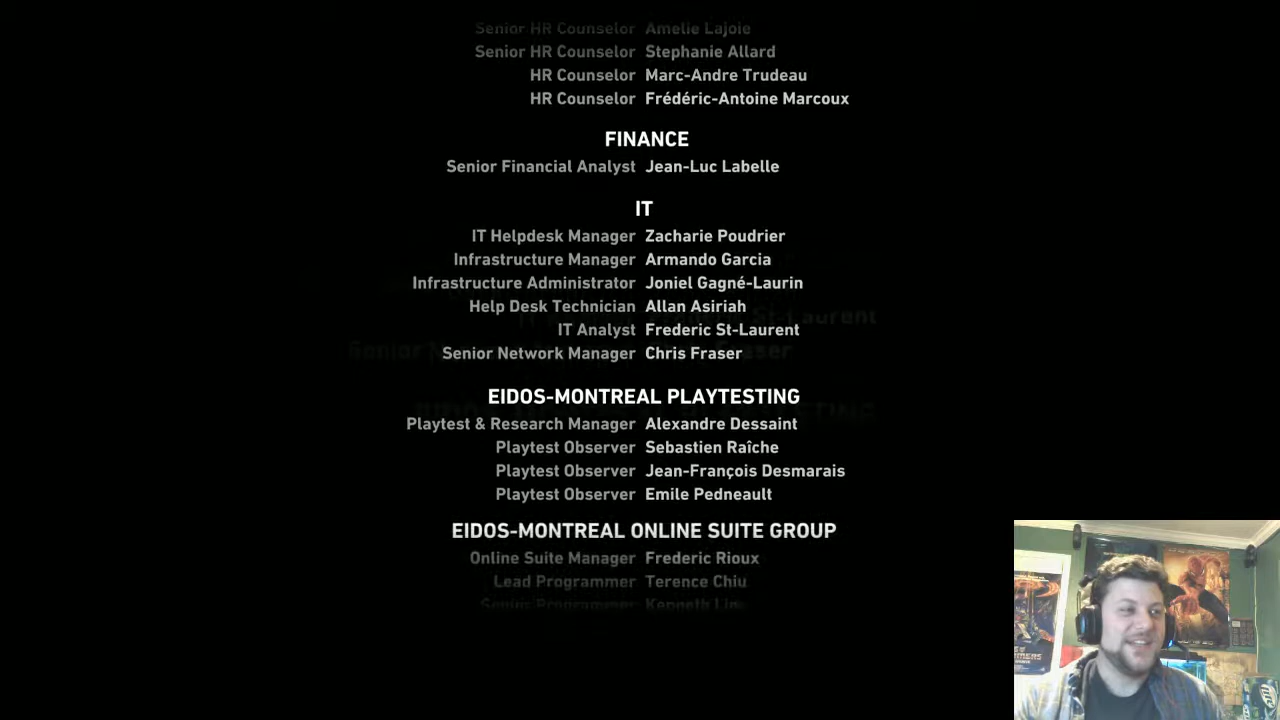 Senior HR Counselor Amelie Lajoie
Senior HR Counselor Stephanie Allard
HR Counselor Marc-Andre Trudeau
HR Counselor Frédéric-Antoine Marcoux
FINANCE
Senior Financial Analyst Jean-Luc Labelle
IT
IT Helpdesk Manager Zacharie Poudrier
Infrastructure Manager Armando Garcia
Infrastructure Administrator Joniel Gagné-Laurin
Help Desk Technician Allan Asiriah
IT Analyst Frederic St-Laurent
Senior Network Manager Chris Fraser
EIDOS-MONTREAL PLAYTESTING
Playtest & Research Manager Alexandre Dessaint
Playtest Observer Sebastien Raîche
Playtest Observer Jean-François Desmarais
Playtest Observer Emile Pedneault
EIDOS-MONTREAL ONLINE SUITE GROUP
Online Suite Manager Frederic Rioux
Lead Programmer Terence Chiu
Senior Programmer Kenneth